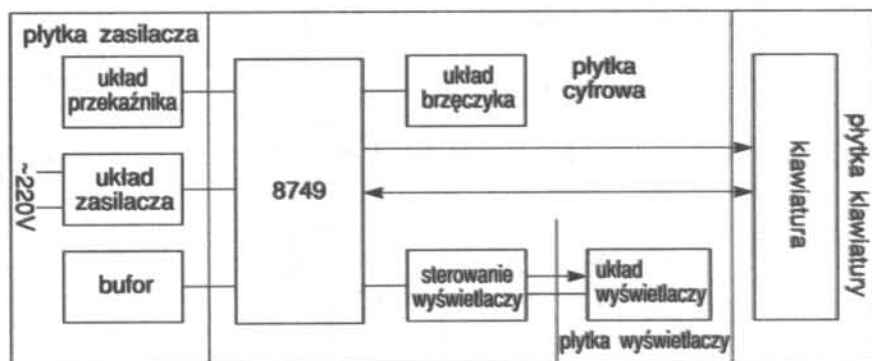 płytka zasilacza
układ
przekaźnika
~220V
układ
zasilacza
bufor
8749
układ
brzęczyka
płytka
cyfrowa
sterowanie
wyświetlaczy
układ
wyświetlaczy
płytka wyświetlaczy
klawiatura
płytka klawiatury